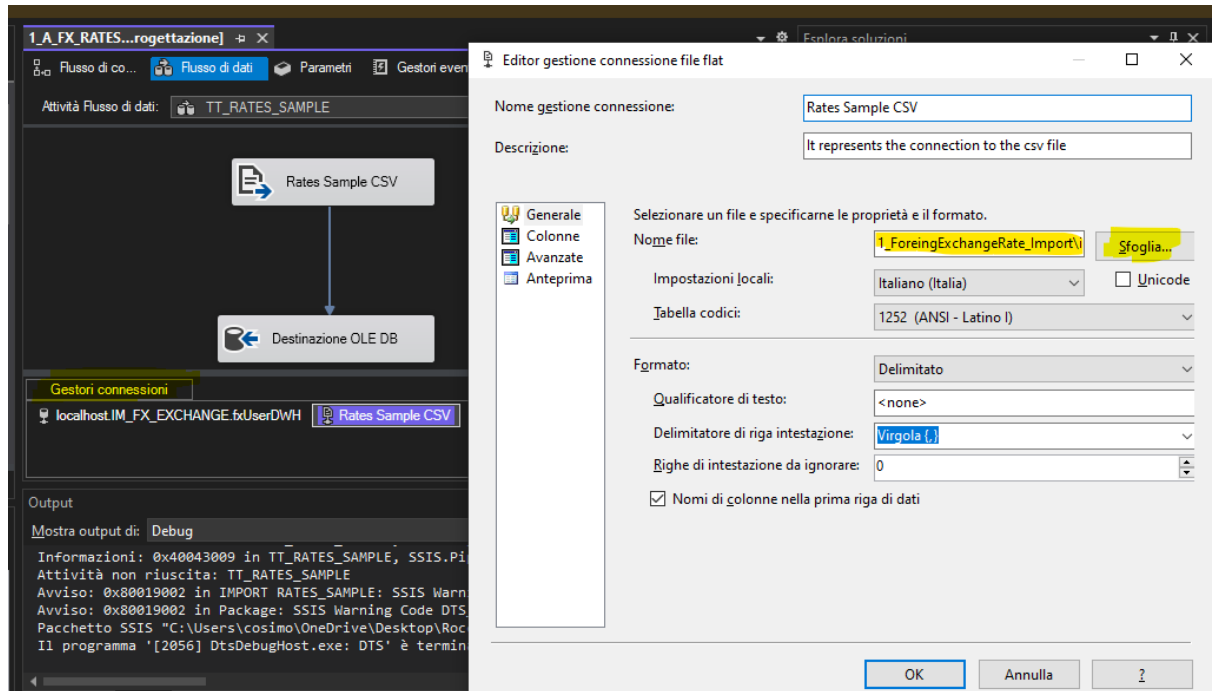 1_A_FX_RATES...rogettazione]
Esplora soluzioni
Flusso di co...
Flusso di dati
Parametri
Gestori even
Attività Flusso di dati:
TT_RATES_SAMPLE
Rates Sample CSV
Destinazione OLE DB
Gestori connessioni
localhost.IM_FX_EXCHANGE.fxUserDWH
Rates Sample CSV
Output
Mostra output di: Debug
Informazioni: 0x40043009 in TT_RATES_SAMPLE, SSIS.Pi
Attività non riuscita: TT_RATES_SAMPLE
Avviso: 0x80019002 in IMPORT RATES_SAMPLE: SSIS Warn
Avviso: 0x80019002 in Package: SSIS Warning Code DTS_
Pacchetto SSIS "C:\Users\cosimo\OneDrive\Desktop\Roc
Il programma '[2056] DtsDebugHost.exe: DTS' è termin
Editor gestione connessione file flat
Nome gestione connessione:
Rates Sample CSV
Descrizione:
It represents the connection to the csv file
Generale
Colonne
Avanzate
Anteprima
Selezionare un file e specificarne le proprietà e il formato.
Nome file:
1_ForeingExchangeRate_Import\i
Sfoglia...
Impostazioni locali:
Italiano (Italia)
Unicode
Tabella codici:
1252 (ANSI - Latino I)
Formato:
Delimitato
Qualificatore di testo:
<none>
Delimitatore di riga intestazione:
Virgola {,}
Righe di intestazione da ignorare:
0
Nomi di colonne nella prima riga di dati
OK
Annulla
?